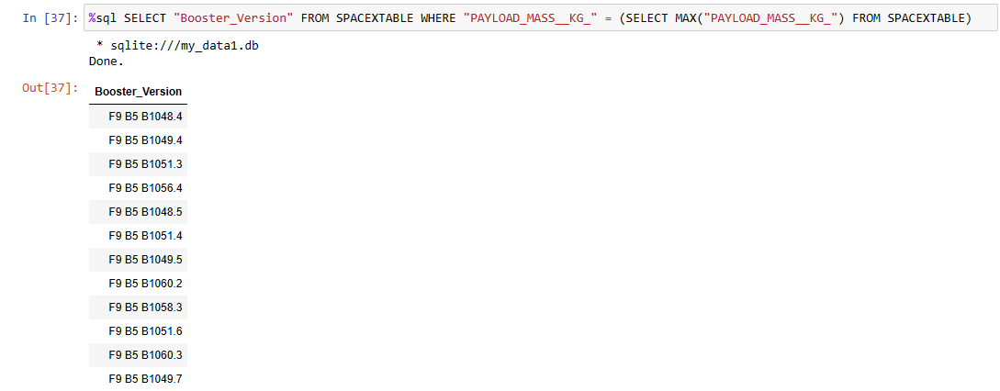 In [37]: %sql SELECT "Booster_Version" FROM SPACEXTABLE WHERE "PAYLOAD_MASS__KG_" = (SELECT MAX("PAYLOAD_MASS__KG_") FROM SPACEXTABLE)
* sqlite:///my_data1.db
Done.
Out[37]: Booster_Version
F9 B5 B1048.4
F9 B5 B1049.4
F9 B5 B1051.3
F9 B5 B1056.4
F9 B5 B1048.5
F9 B5 B1051.4
F9 B5 B1049.5
F9 B5 B1060.2
F9 B5 B1058.3
F9 B5 B1051.6
F9 B5 B1060.3
F9 B5 B1049.7